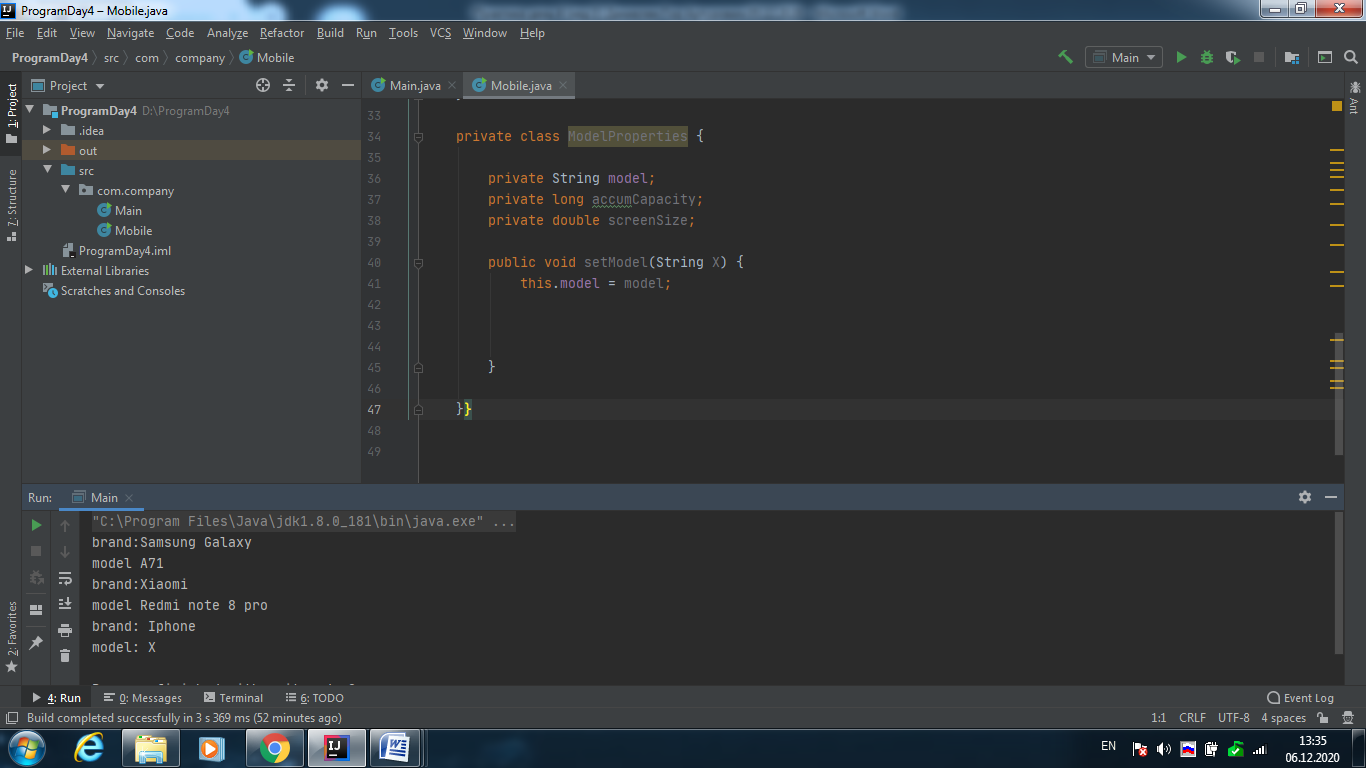 ProgramDay4 – Mobile.java
File Edit View Navigate Code Analyze Refactor Build Run Tools VCS Window Help
ProgramDay4 src com company Mobile Main
1: Project
7: Structure
2: Favorites
Ant
Project
ProgramDay4 D:\ProgramDay4
.idea
out
src
com.company
Main
Mobile
ProgramDay4.iml
External Libraries
Scratches and Consoles
Main.java Mobile.java
33
34 private class ModelProperties {
35
36 private String model;
37 private long accumCapacity;
38 private double screenSize;
39
40 public void setModel(String X) {
41 this.model = model;
42
43
44
45 }
46
47 }}
48
49
Run: Main
"C:\Program Files\Java\jdk1.8.0_181\bin\java.exe" ...
brand:Samsung Galaxy
model A71
brand:Xiaomi
model Redmi note 8 pro
brand: Iphone
model: X
4: Run 0: Messages Terminal 6: TODO Event Log
Build completed successfully in 3 s 369 ms (52 minutes ago) 1:1 CRLF UTF-8 4 spaces
EN 13:35
06.12.2020